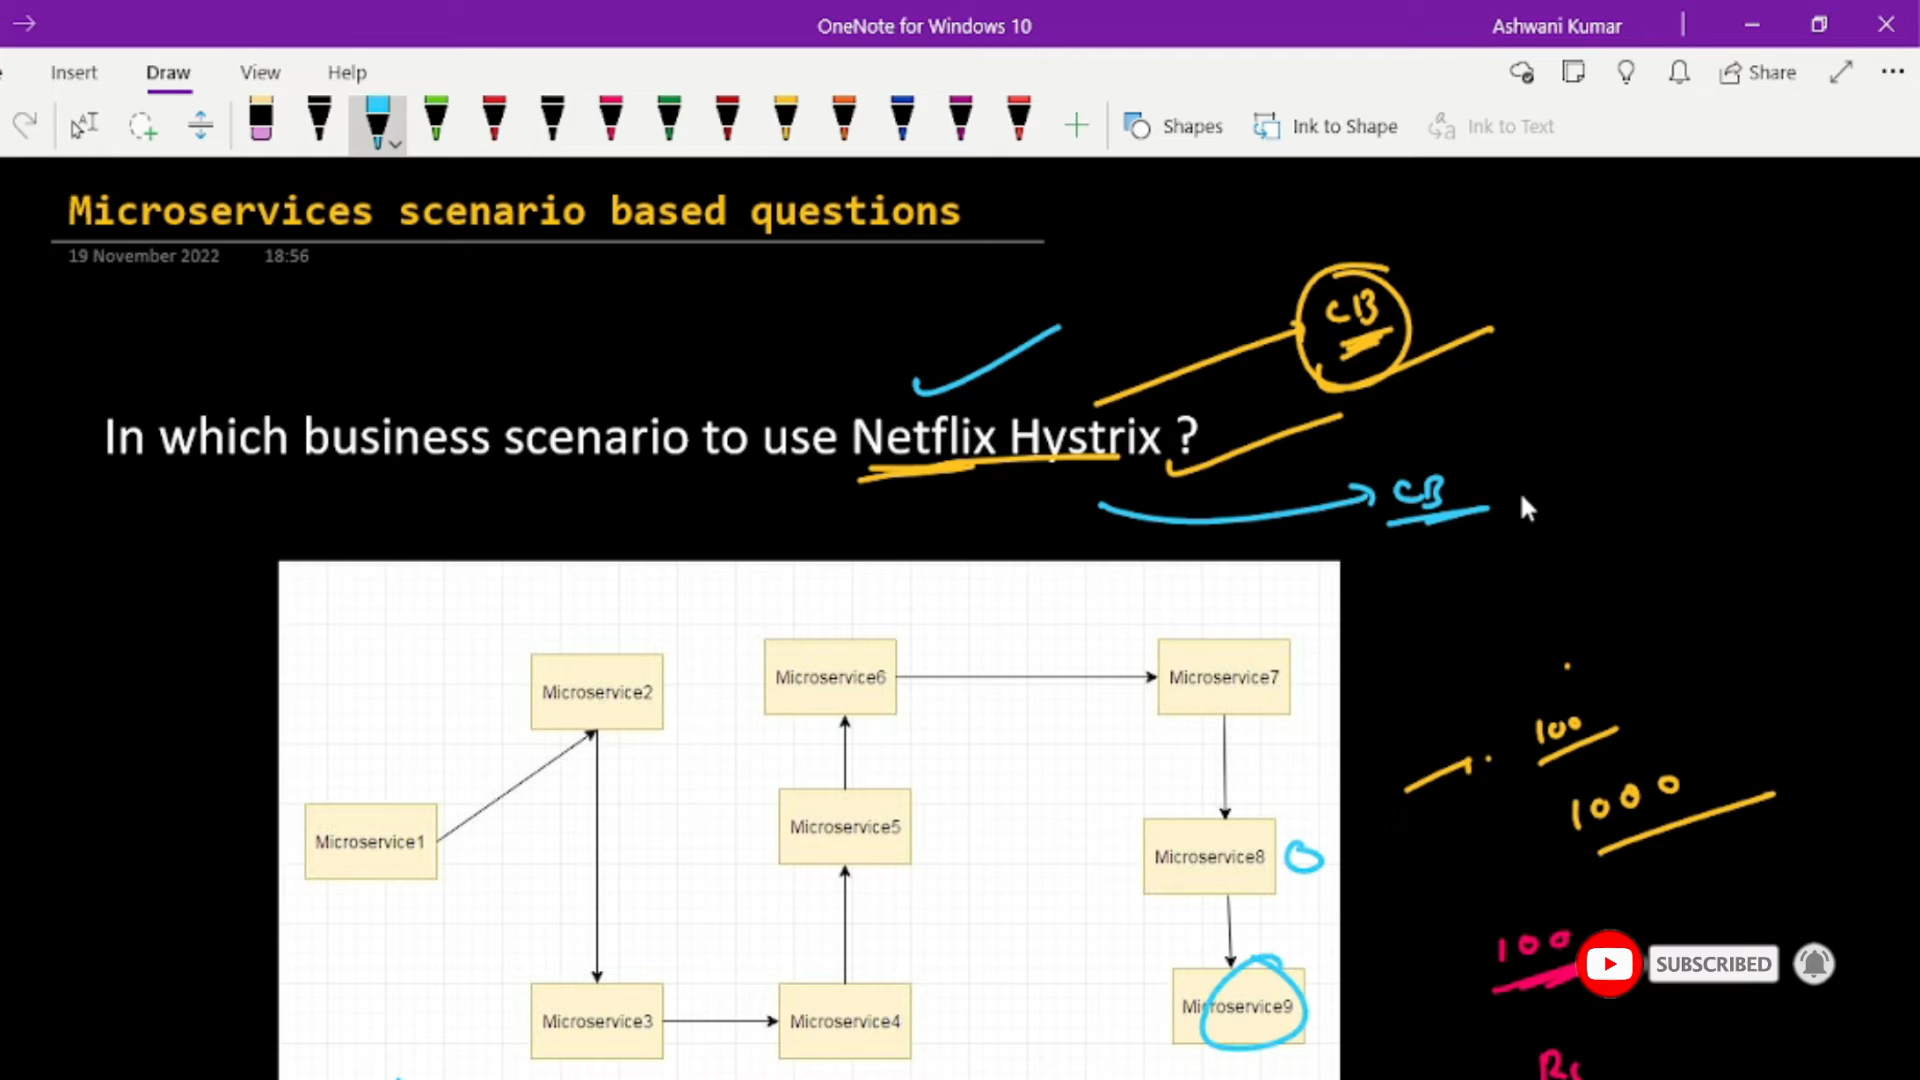 OneNote for Windows 10
Ashwani Kumar
Insert Draw View Help
Share
Shapes Ink to Shape Ink to Text
Microservices scenario based questions
19 November 2022 18:56
CB
In which business scenario to use Netflix Hystrix ?
CB
Microservice6 Microservice7
Microservice2
100
1000
Microservice5
Microservice1
Microservice8
100
SUBSCRIBED
Microservice9
Microservice3 Microservice4